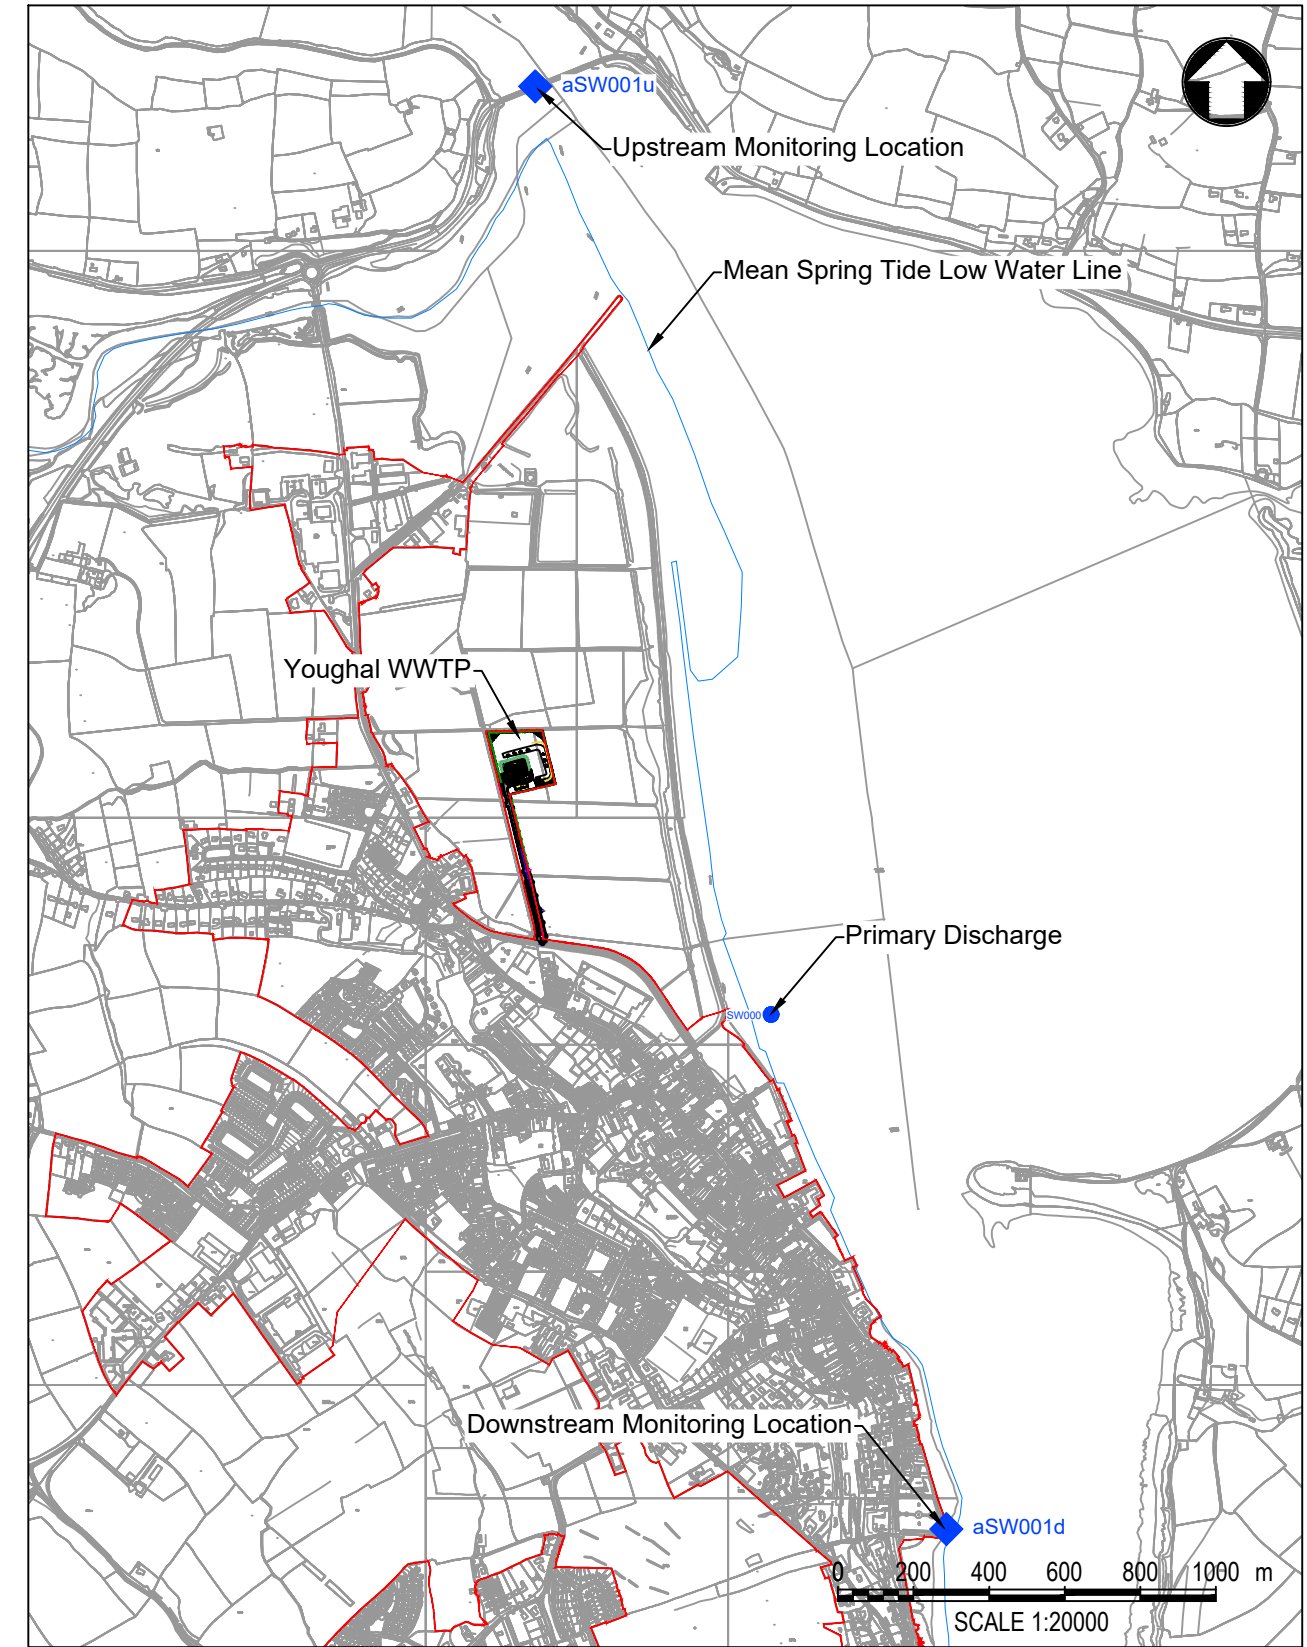 aSW001u
Upstream Monitoring Location
Mean Spring Tide Low Water Line
Youghal WWTP
Primary Discharge
SW000
Downstream Monitoring Location
aSW001d
0 200 400 600 800 1000 m
SCALE 1:20000